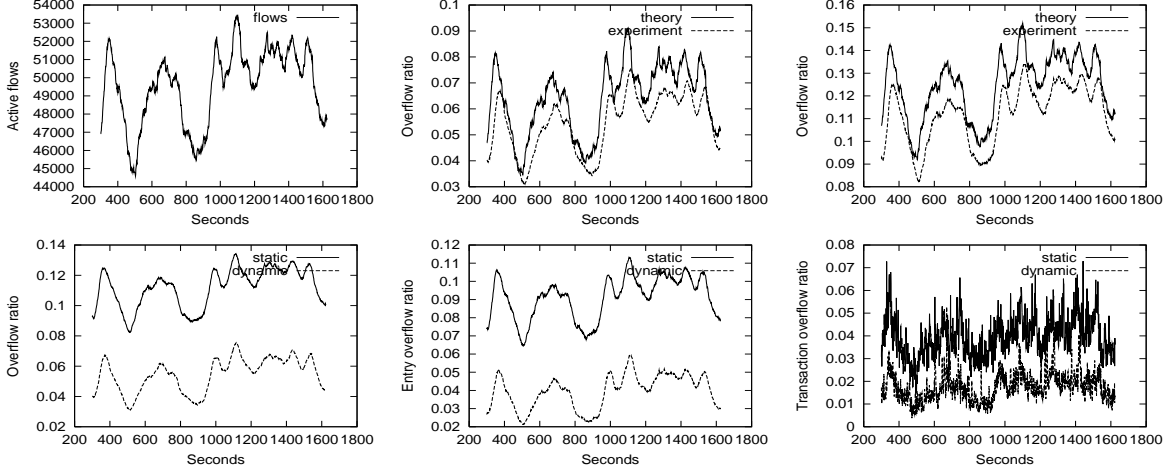 54000
53000
52000
51000
50000
49000
48000
47000
46000
45000
44000
Active flows
flows
200 400 600 800 1000 1200 1400 1600 1800
Seconds
0.1
0.09
0.08
0.07
0.06
0.05
0.04
0.03
Overflow ratio
theory
experiment
200 400 600 800 1000 1200 1400 1600 1800
Seconds
0.16
0.15
0.14
0.13
0.12
0.11
0.1
0.09
0.08
Overflow ratio
theory
experiment
200 400 600 800 1000 1200 1400 1600 1800
Seconds
0.14
0.12
0.1
0.08
0.06
0.04
0.02
Overflow ratio
static
dynamic
200 400 600 800 1000 1200 1400 1600 1800
Seconds
0.12
0.11
0.1
0.09
0.08
0.07
0.06
0.05
0.04
0.03
0.02
Entry overflow ratio
static
dynamic
200 400 600 800 1000 1200 1400 1600 1800
Seconds
0.08
0.07
0.06
0.05
0.04
0.03
0.02
0.01
0
Transaction overflow ratio
static
dynamic
200 400 600 800 1000 1200 1400 1600 1800
Seconds